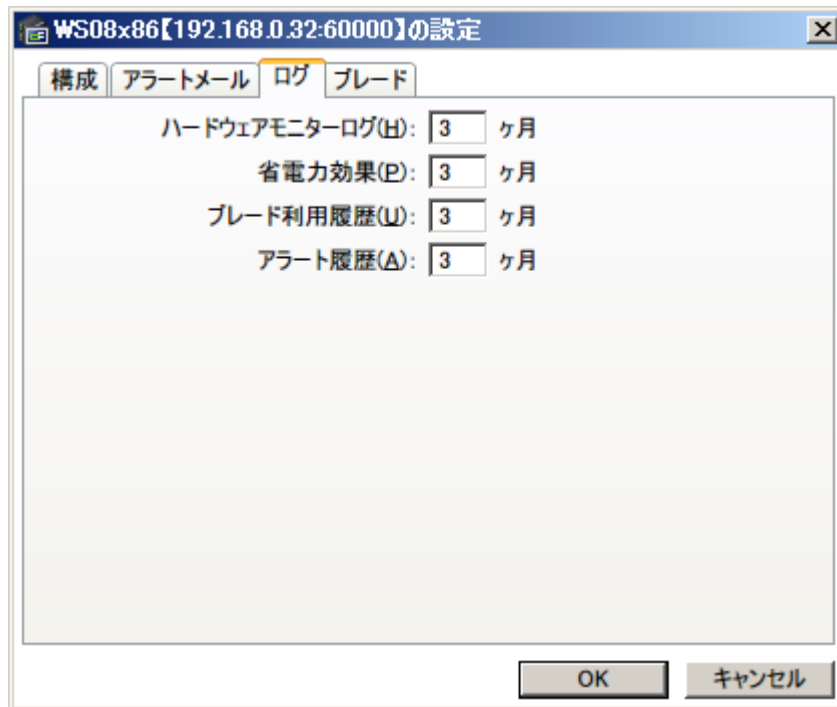 WS08x86【192.168.0.32:60000】の設定
構成 アラートメール ログ ブレード
ハードウェアモニターログ(H): 3 ヶ月
省電力効果(P): 3 ヶ月
ブレード利用履歴(U): 3 ヶ月
アラート履歴(A): 3 ヶ月
OK キャンセル